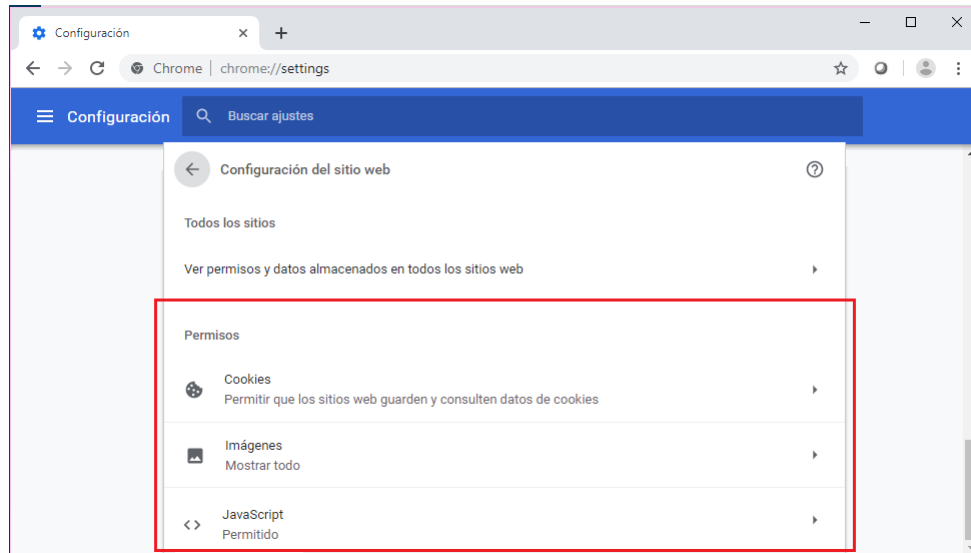 Configuración
Chrome | chrome://settings
Configuración
Buscar ajustes
Configuración del sitio web
Todos los sitios
Ver permisos y datos almacenados en todos los sitios web
Permisos
Cookies
Permitir que los sitios web guarden y consulten datos de cookies
Imágenes
Mostrar todo
JavaScript
Permitido